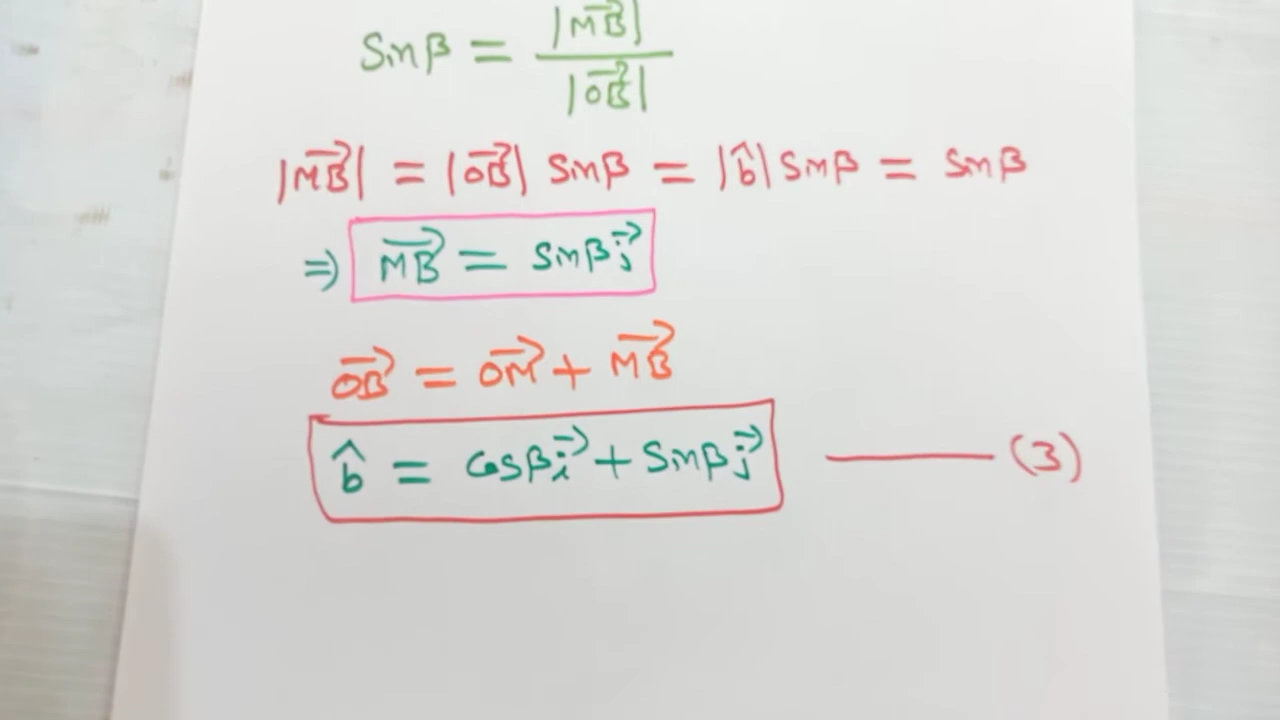 Sinβ = |MB⃗| / |OB⃗|
|MB⃗| = |OB⃗| Sinβ = |b̂| Sinβ = Sinβ
⇒ MB⃗ = Sinβ j⃗
OB⃗ = OM⃗ + MB⃗
b̂ = Cosβ i⃗ + Sinβ j⃗ ——— (3)